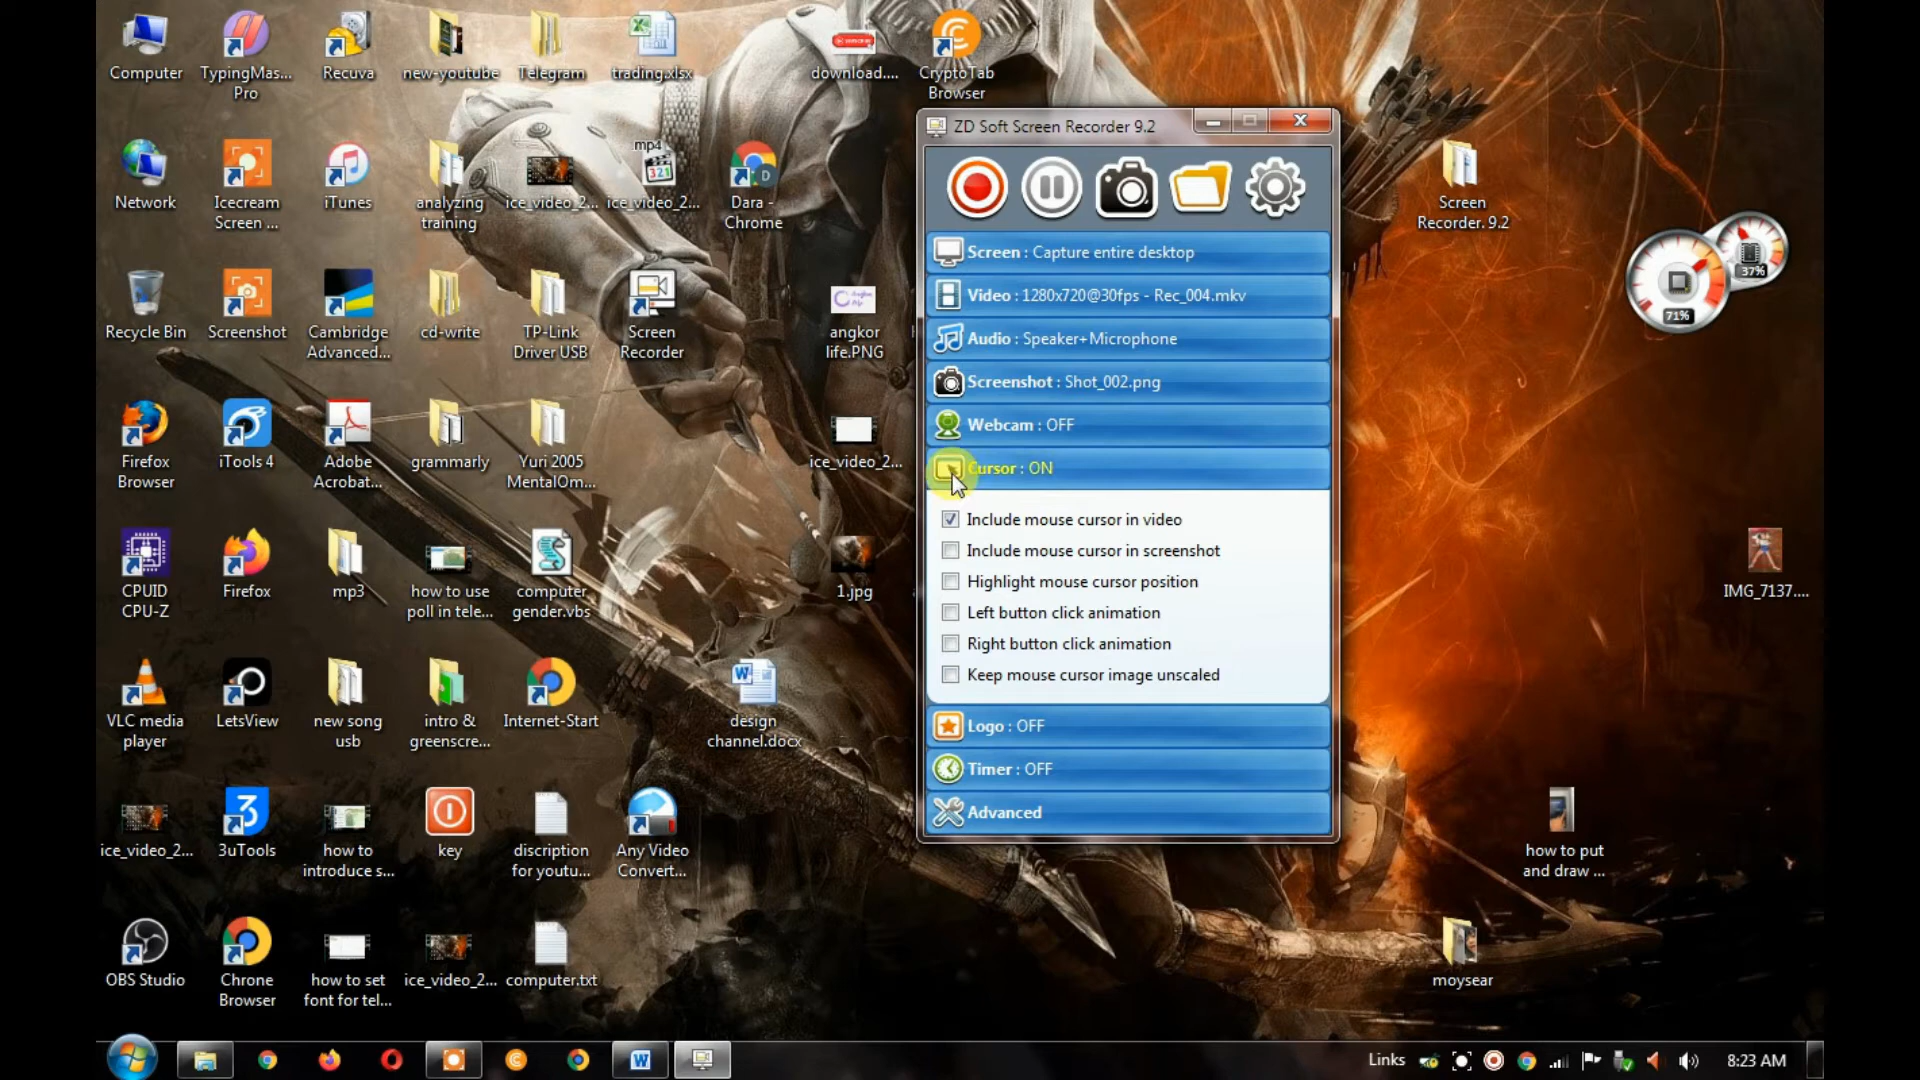 Computer
TypingMas...
Pro
Recuva
new-youtube
Telegram
trading.xlsx
download....
CryptoTab
Browser
Network
Icecream
Screen ...
iTunes
analyzing
training
ice_video_2...
mp4
321
ice_video_2...
D
Dara -
Chrome
Screen
Recorder. 9.2
37%
71%
Recycle Bin
Screenshot
Cambridge
Advanced...
cd-write
TP-Link
Driver USB
Screen
Recorder
angkor
life.PNG
Firefox
Browser
iTools 4
Adobe
Acrobat...
grammarly
Yuri 2005
MentalOm...
ice_video_2...
CPUID
CPU-Z
Firefox
mp3
how to use
poll in tele...
computer
gender.vbs
1.jpg
IMG_7137....
VLC media
player
LetsView
new song
usb
intro &
greenscre...
Internet-Start
design
channel.docx
ice_video_2...
3
3uTools
how to
introduce s...
key
discription
for youtu...
Any Video
Convert...
how to put
and draw ...
OBS Studio
Chrone
Browser
how to set
font for tel...
ice_video_2...
computer.txt
moysear
ZD Soft Screen Recorder 9.2
Screen : Capture entire desktop
Video : 1280x720@30fps - Rec_004.mkv
Audio : Speaker+Microphone
Screenshot : Shot_002.png
Webcam : OFF
Cursor : ON
Include mouse cursor in video
Include mouse cursor in screenshot
Highlight mouse cursor position
Left button click animation
Right button click animation
Keep mouse cursor image unscaled
Logo : OFF
Timer : OFF
Advanced
Links
8:23 AM